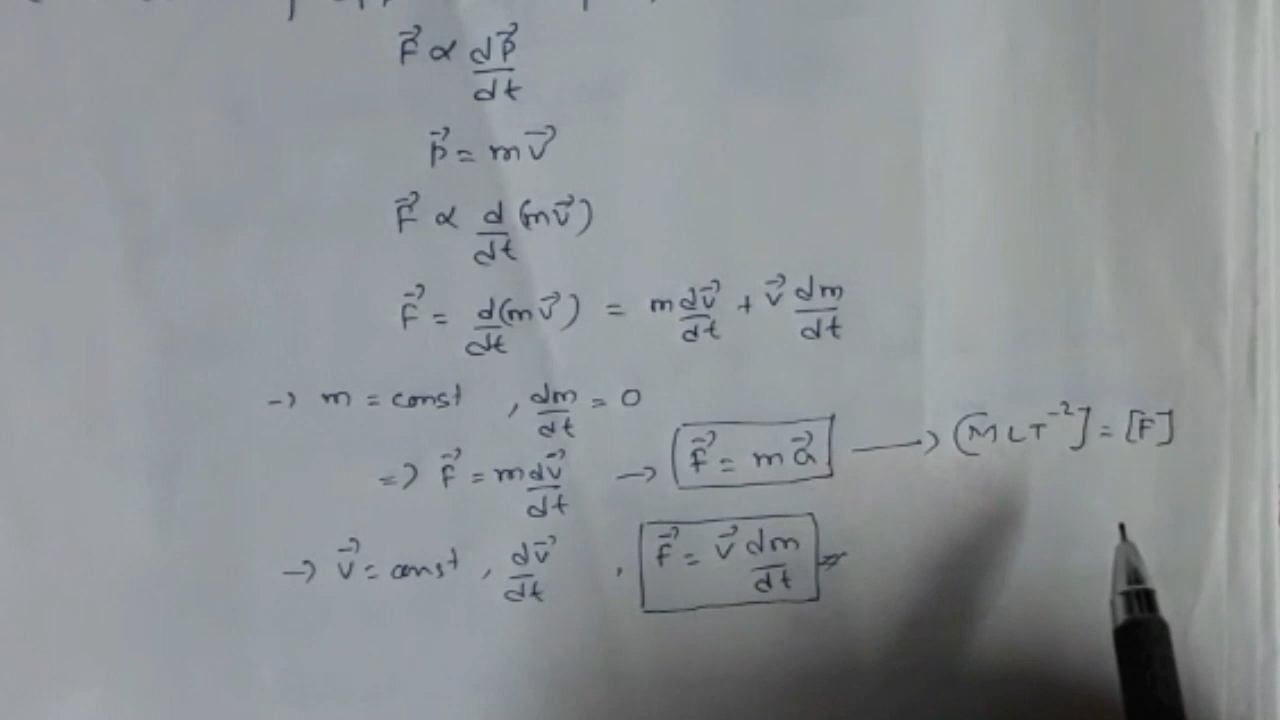 F⃗ ∝ dp⃗/dt
p⃗ = mv⃗
F⃗ ∝ d/dt (mv⃗)
F⃗ = d/dt (mv⃗) = m dv⃗/dt + v⃗ dm/dt
→ m = const , dm/dt = 0
⇒ F⃗ = m dv⃗/dt → F⃗ = ma⃗ → [MLT⁻²] = [F]
→ v⃗ = const , dv⃗/dt , F⃗ = v⃗ dm/dt